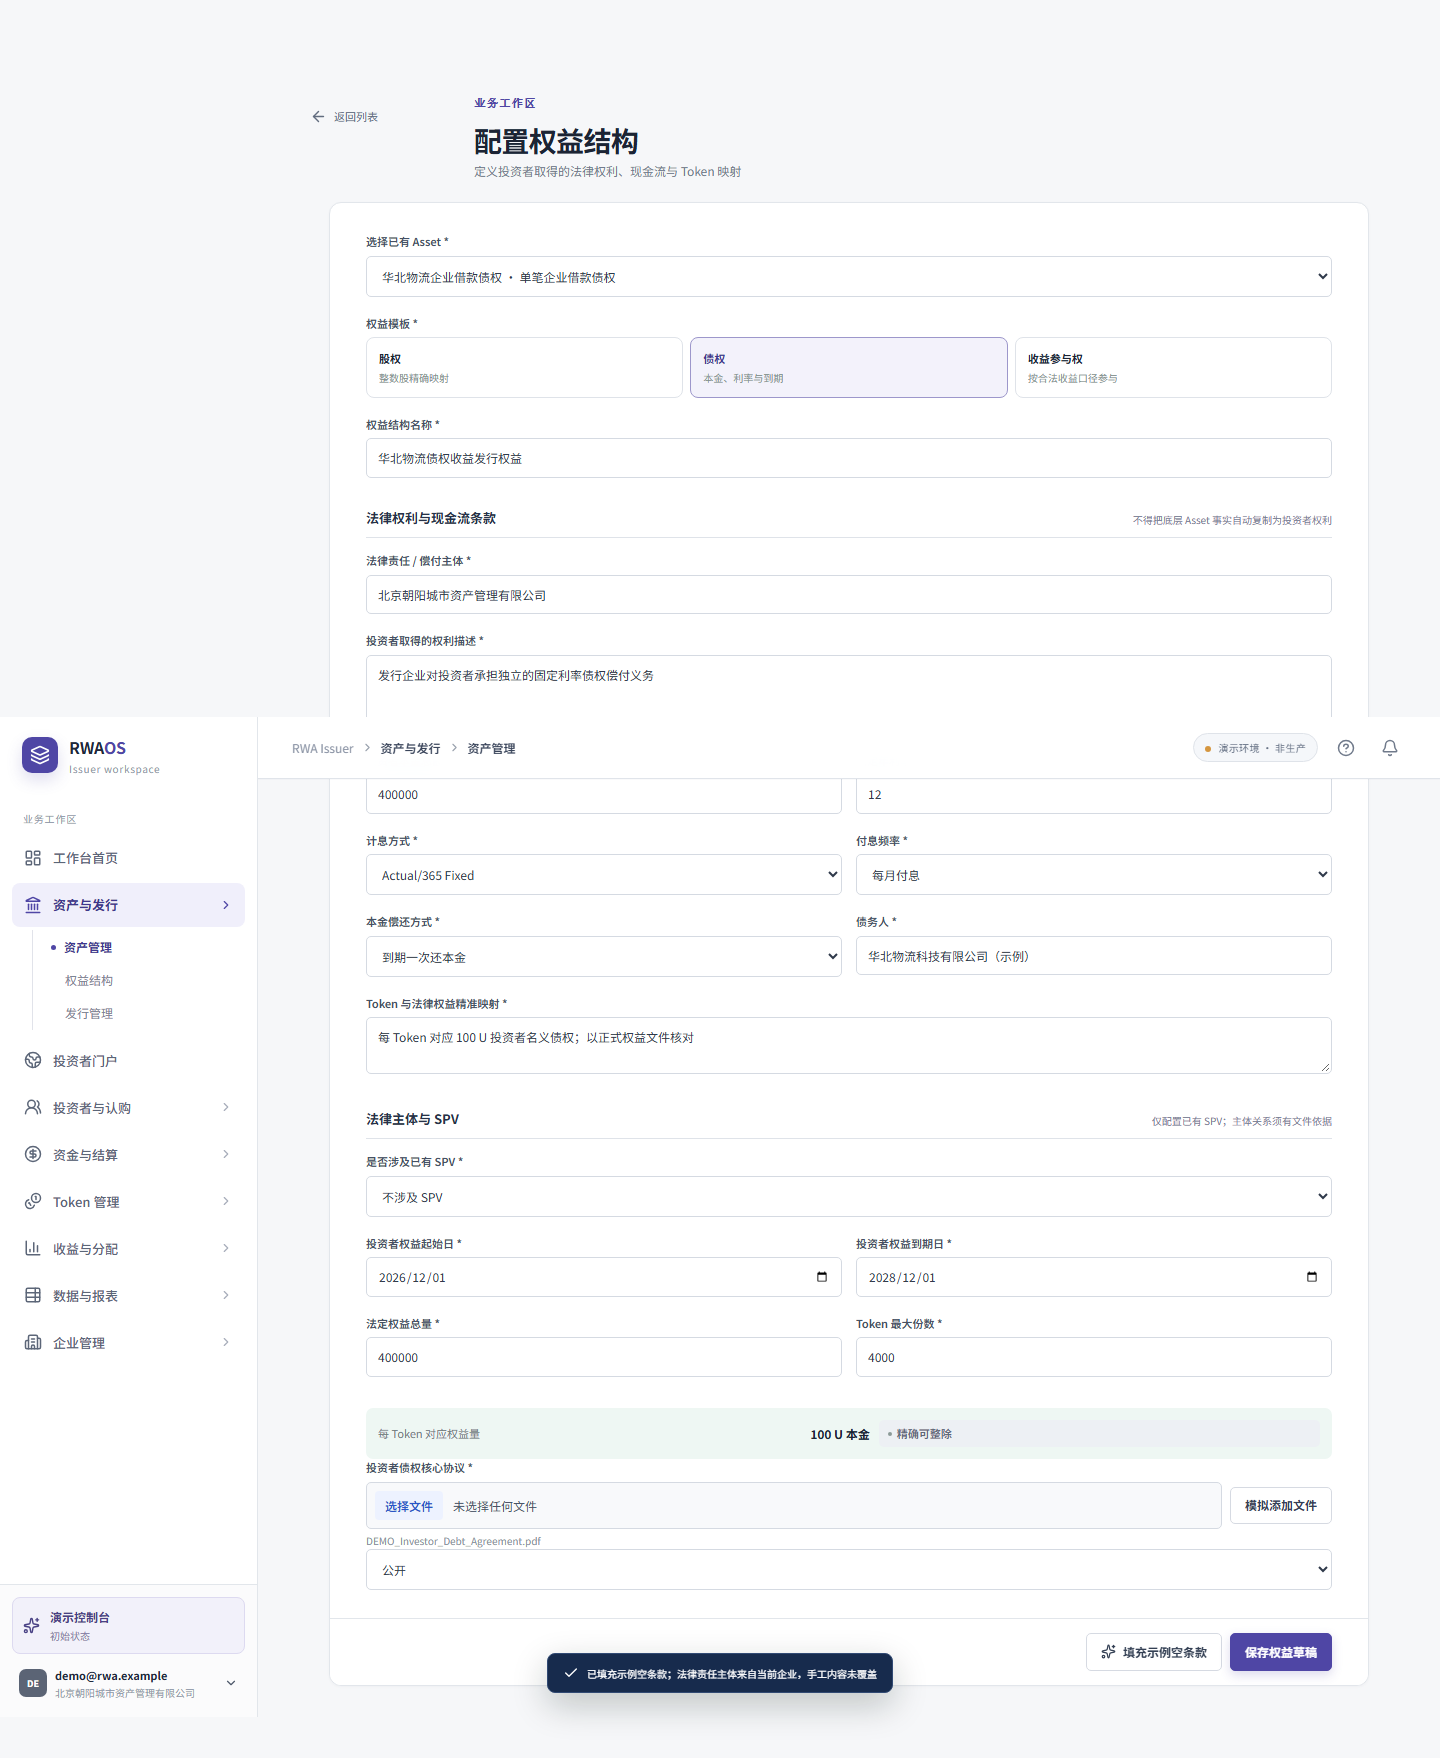 返回列表
业务工作区
配置权益结构
定义投资者取得的法律权利、现金流与 Token 映射
选择已有 Asset *
华北物流企业借款债权 · 单笔企业借款债权
权益模板 *
股权
整数股精确映射
债权
本金、利率与到期
收益参与权
按合法收益口径参与
权益结构名称 *
华北物流债权收益发行权益
法律权利与现金流条款
不得把底层 Asset 事实自动复制为投资者权利
法律责任 / 偿付主体 *
北京朝阳城市资产管理有限公司
投资者取得的权利描述 *
发行企业对投资者承担独立的固定利率债权偿付义务
RWAOS
Issuer workspace
RWA Issuer
资产与发行
资产管理
演示环境 · 非生产
业务工作区
工作台首页
资产与发行
资产管理
权益结构
发行管理
投资者门户
投资者与认购
资金与结算
Token 管理
收益与分配
数据与报表
企业管理
演示控制台
初始状态
DE
demo@rwa.example
北京朝阳城市资产管理有限公司
400000
12
计息方式 *
付息频率 *
Actual/365 Fixed
每月付息
本金偿还方式 *
债务人 *
到期一次还本金
华北物流科技有限公司（示例）
Token 与法律权益精准映射 *
每 Token 对应 100 U 投资者名义债权；以正式权益文件核对
法律主体与 SPV
仅配置已有 SPV；主体关系须有文件依据
是否涉及已有 SPV *
不涉及 SPV
投资者权益起始日 *
投资者权益到期日 *
2026/12/01
2028/12/01
法定权益总量 *
Token 最大份数 *
400000
4000
每 Token 对应权益量
100 U 本金
精确可整除
投资者债权核心协议 *
选择文件
未选择任何文件
模拟添加文件
DEMO_Investor_Debt_Agreement.pdf
公开
填充示例空条款
保存权益草稿
已填充示例空条款；法律责任主体来自当前企业，手工内容未覆盖